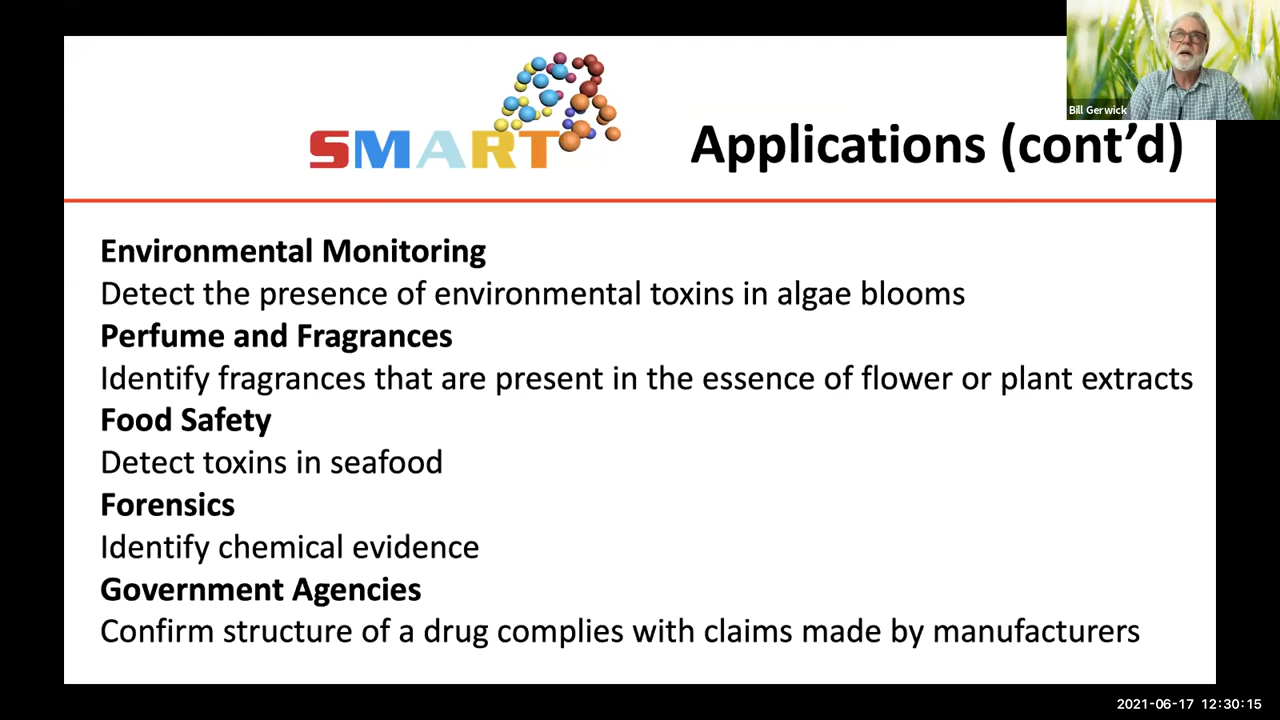 Bill Gerwick
SMART
Applications (cont’d)
Environmental Monitoring
Detect the presence of environmental toxins in algae blooms
Perfume and Fragrances
Identify fragrances that are present in the essence of flower or plant extracts
Food Safety
Detect toxins in seafood
Forensics
Identify chemical evidence
Government Agencies
Confirm structure of a drug complies with claims made by manufacturers
2021-06-17 12:30:15